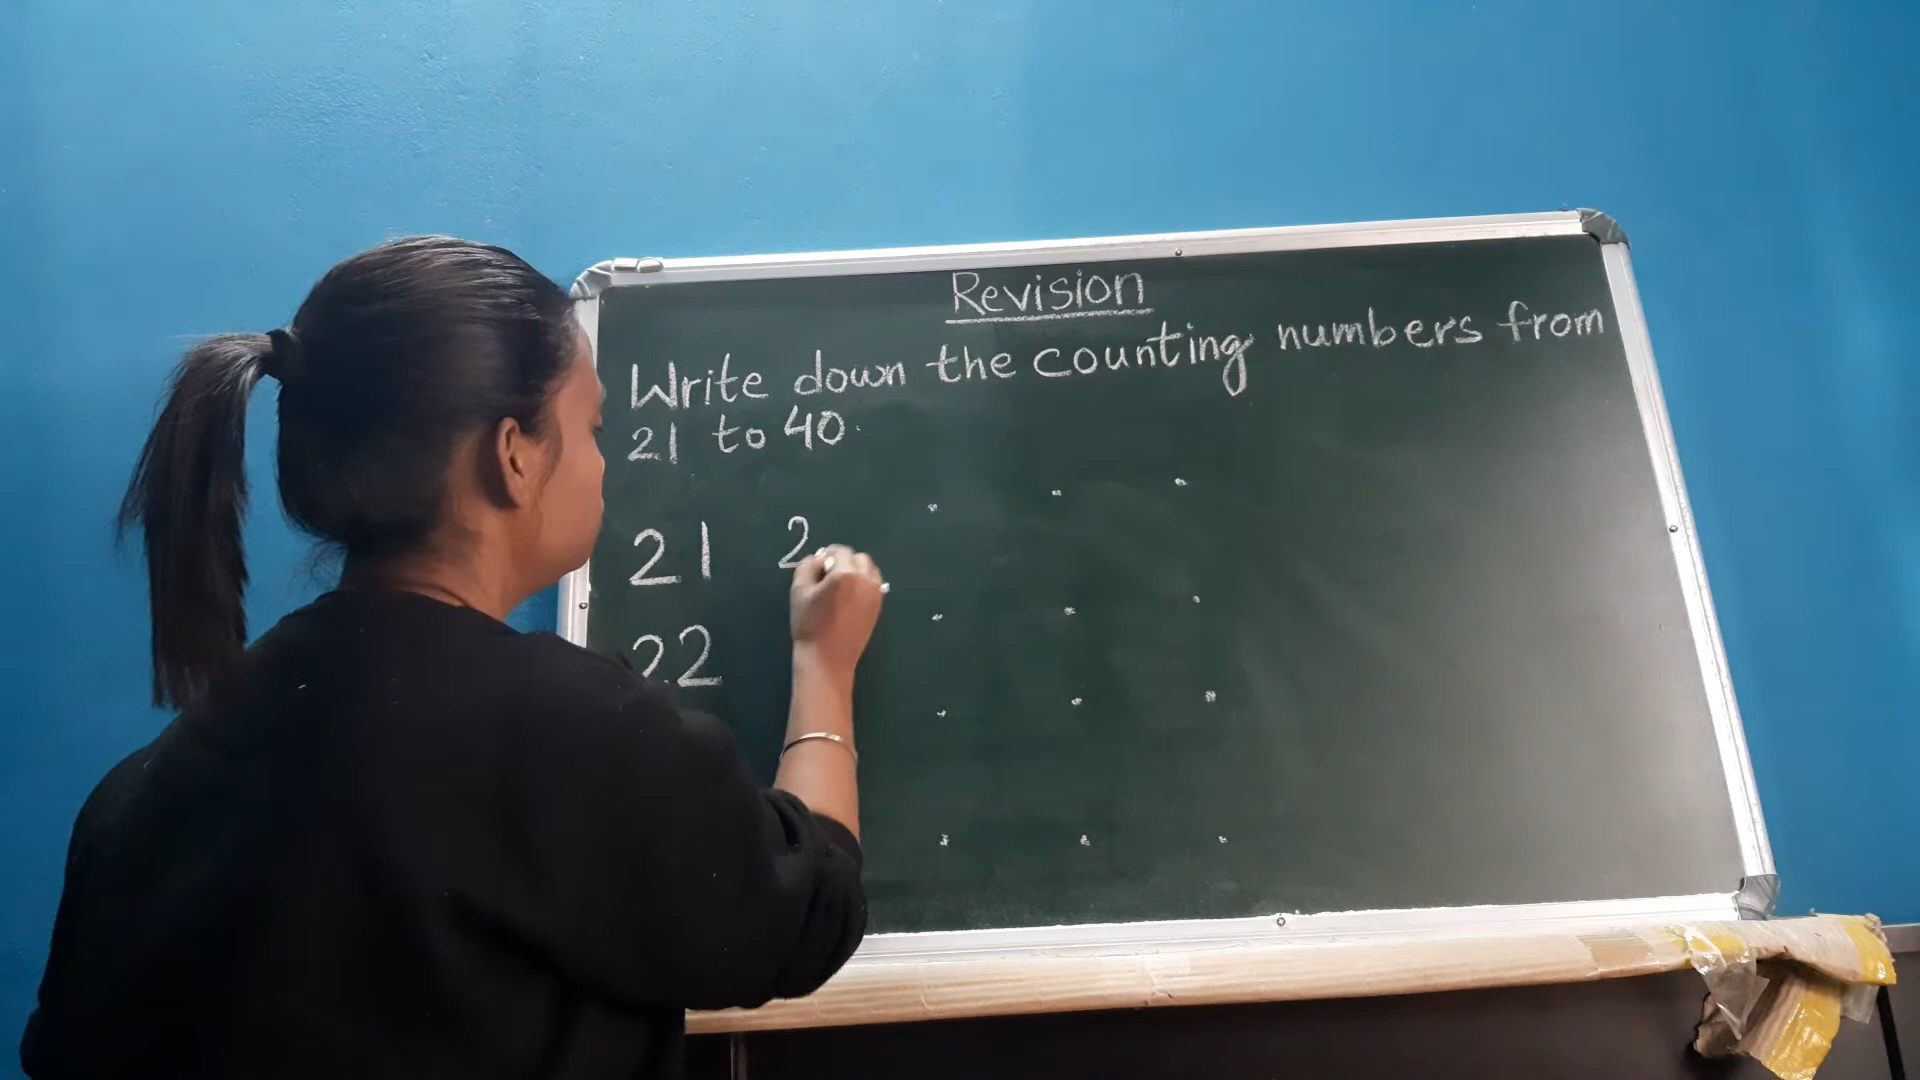 Revision
Write down the counting numbers from
21 to 40.
21 2
22